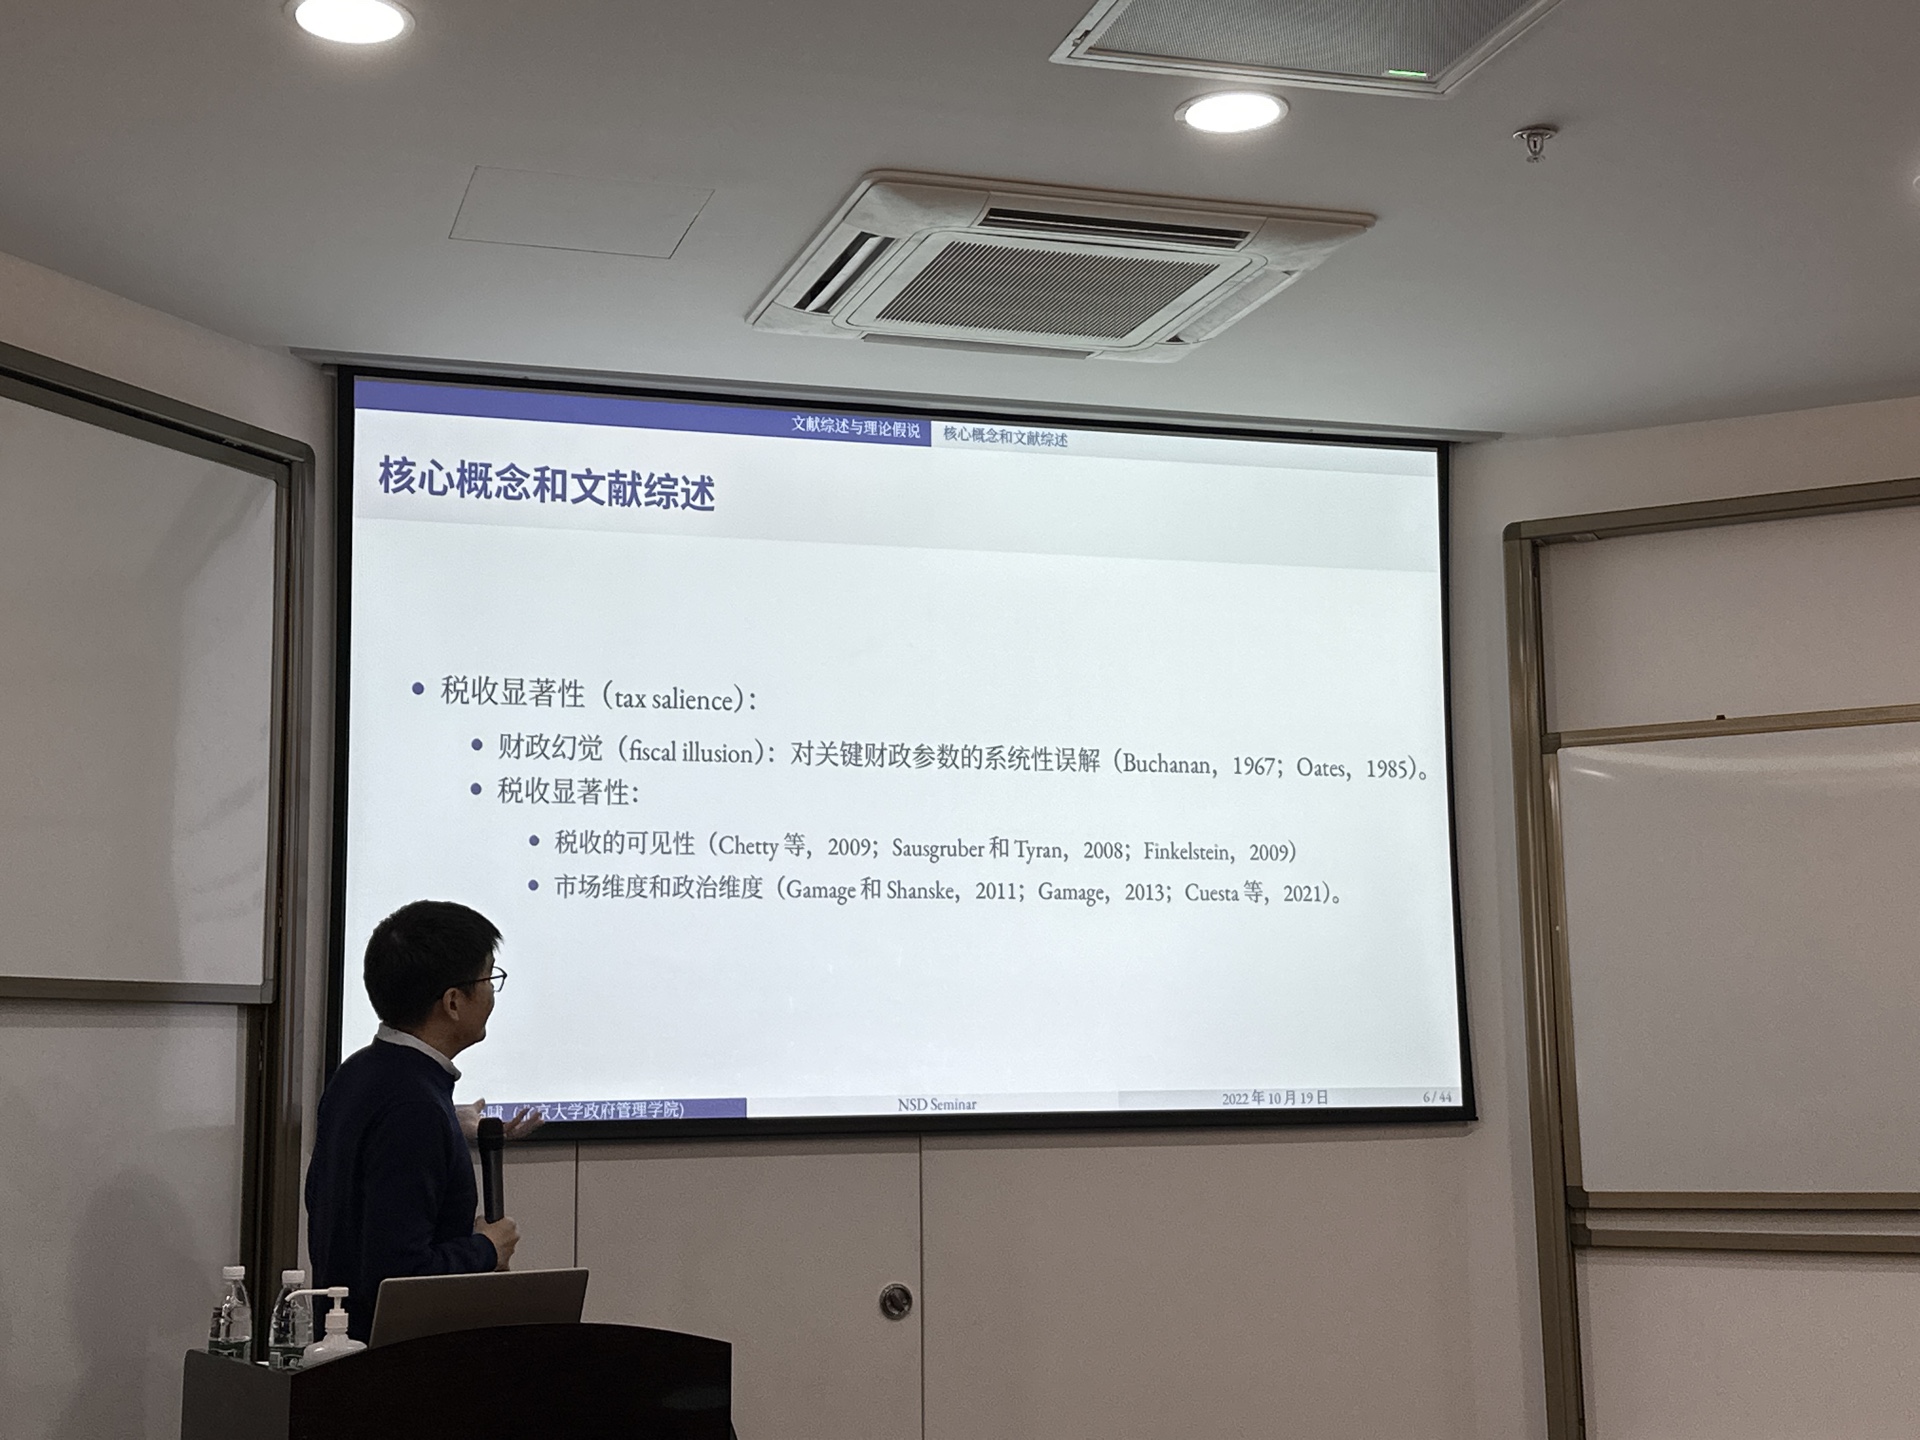 文献综述与理论假说 核心概念和文献综述
核心概念和文献综述
税收显著性（tax salience）：
财政幻觉（fiscal illusion）：对关键财政参数的系统性误解（Buchanan，1967；Oates，1985）。
税收显著性：
税收的可见性（Chetty 等，2009；Sausgruber 和 Tyran，2008；Finkelstein，2009）
市场维度和政治维度（Gamage 和 Shanske，2011；Gamage，2013；Cuesta 等，2021）。
啸（北京大学政府管理学院） NSD Seminar 2022 年 10 月 19 日 6 / 44